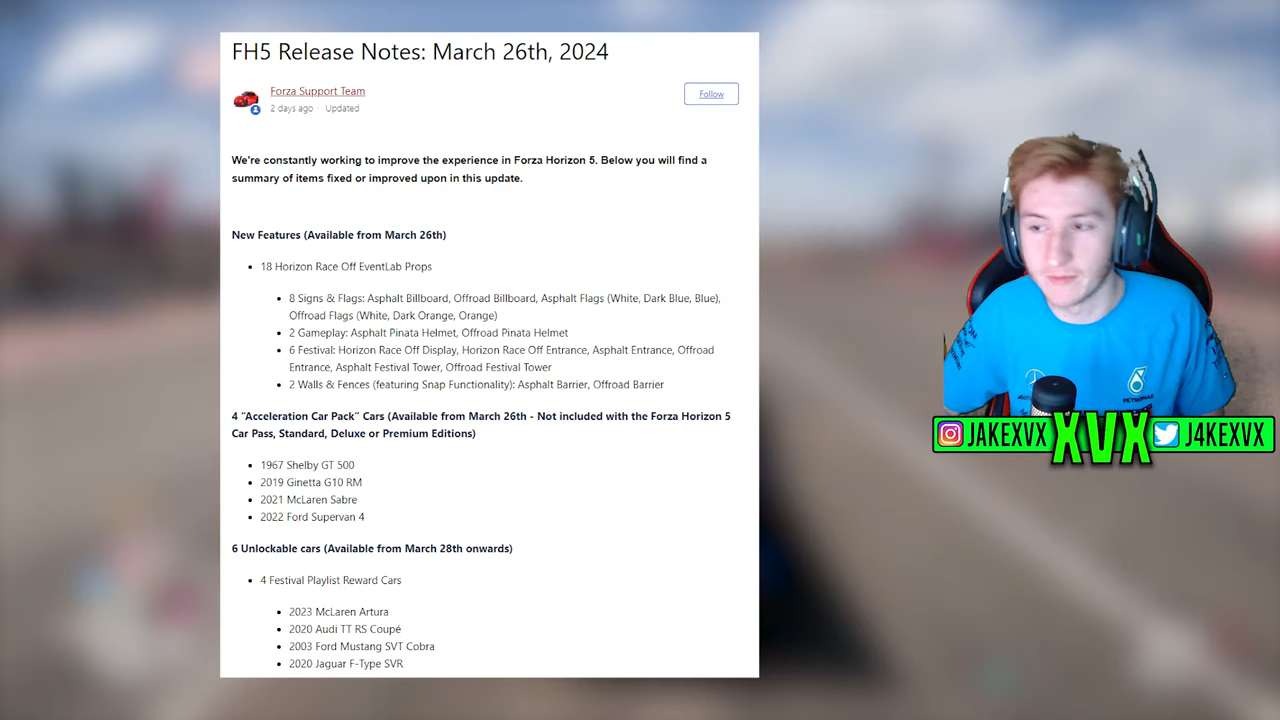 FH5 Release Notes: March 26th, 2024
Forza Support Team
2 days ago · Updated
Follow
We're constantly working to improve the experience in Forza Horizon 5. Below you will find a
summary of items fixed or improved upon in this update.
New Features (Available from March 26th)
• 18 Horizon Race Off EventLab Props
• 8 Signs & Flags: Asphalt Billboard, Offroad Billboard, Asphalt Flags (White, Dark Blue, Blue),
Offroad Flags (White, Dark Orange, Orange)
• 2 Gameplay: Asphalt Pinata Helmet, Offroad Pinata Helmet
• 6 Festival: Horizon Race Off Display, Horizon Race Off Entrance, Asphalt Entrance, Offroad
Entrance, Asphalt Festival Tower, Offroad Festival Tower
• 2 Walls & Fences (featuring Snap Functionality): Asphalt Barrier, Offroad Barrier
4 “Acceleration Car Pack” Cars (Available from March 26th - Not included with the Forza Horizon 5
Car Pass, Standard, Deluxe or Premium Editions)
• 1967 Shelby GT 500
• 2019 Ginetta G10 RM
• 2021 McLaren Sabre
• 2022 Ford Supervan 4
6 Unlockable cars (Available from March 28th onwards)
• 4 Festival Playlist Reward Cars
• 2023 McLaren Artura
• 2020 Audi TT RS Coupé
• 2003 Ford Mustang SVT Cobra
• 2020 Jaguar F-Type SVR
PETRONAS
JAKEXVX
XVX
J4KEXVX